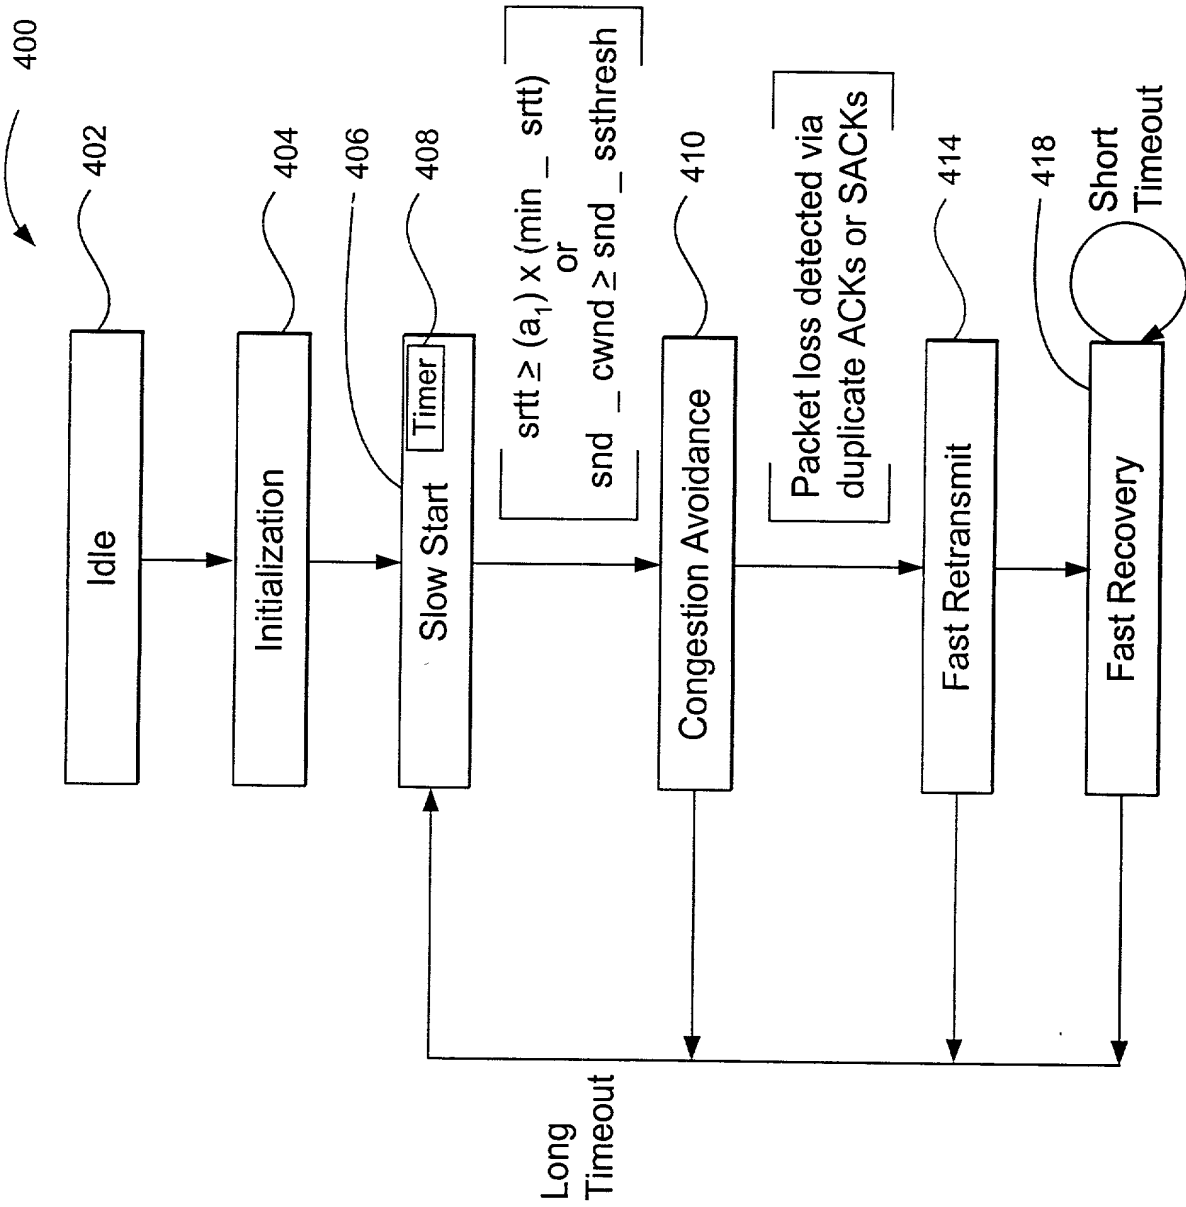 400
Idle
402
Initialization
404
406
Slow Start
Timer
408
srtt ≥ (a₁) x (min _ srtt)
or
snd _ cwnd ≥ snd _ ssthresh
Congestion Avoidance
410
Packet loss detected via
duplicate ACKs or SACKs
Fast Retransmit
414
418
Fast Recovery
Short
Timeout
Long
Timeout